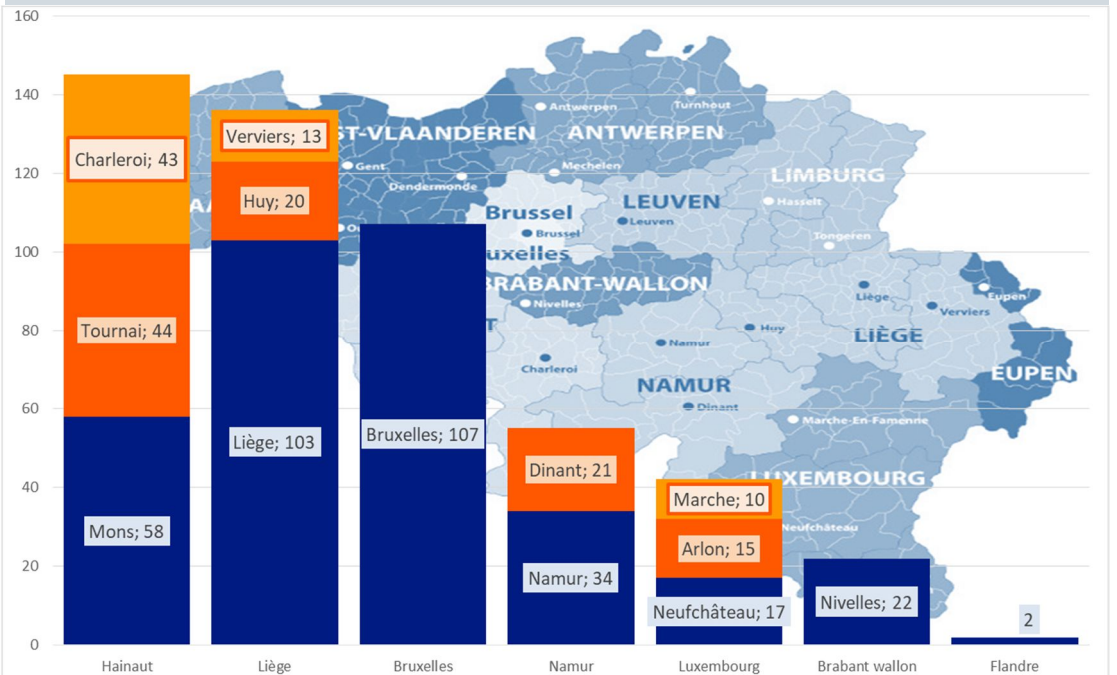 160
140
120
100
80
60
40
20
0
Charleroi; 43
Tournai; 44
Mons; 58
Verviers; 13
Huy; 20
Liège; 103
Bruxelles; 107
Dinant; 21
Namur; 34
Marche; 10
Arlon; 15
Neufchâteau; 17
Nivelles; 22
2
Hainaut
Liège
Bruxelles
Namur
Luxembourg
Brabant wallon
Flandre
Antwerpen
Turnhout
ST-VLAANDEREN
ANTWERPEN
Gent
Mechelen
Dendermonde
LIMBURG
Hasselt
Brussel
LEUVEN
Leuven
Brussel
Tongeren
uxelles
BRABANT-WALLON
Nivelles
Liège
Eupen
Verviers
Huy
LIÈGE
Namur
Charleroi
EUPEN
NAMUR
Dinant
Marche-En-Famenne
LUXEMBOURG
Neufchâteau